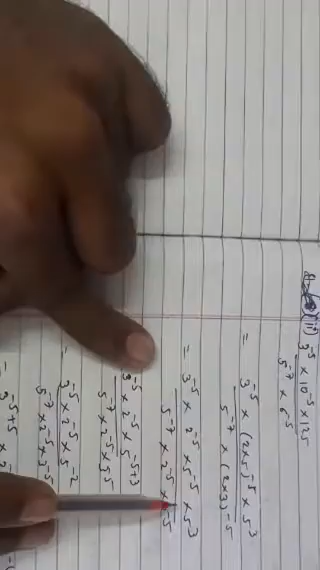 (ii) 3^-5 × 10^-5 × 125 / 5^-7 × 6^-5
= 3^-5 × (2×5)^-5 × 5^3 / 5^-7 × (2×3)^-5
= 3^-5 × 2^-5 × 5^-5 × 5^3 / 5^-7 × 2^-5 ×
3^-5 × 2^-5 × 5^-5+3 / 5^-7 × 2^-5 ×
= 3^-5 × 2^-5 × 5^-2 / 5^-7 × 2^-5 × 3^-5
= 3^-5+5 × 2